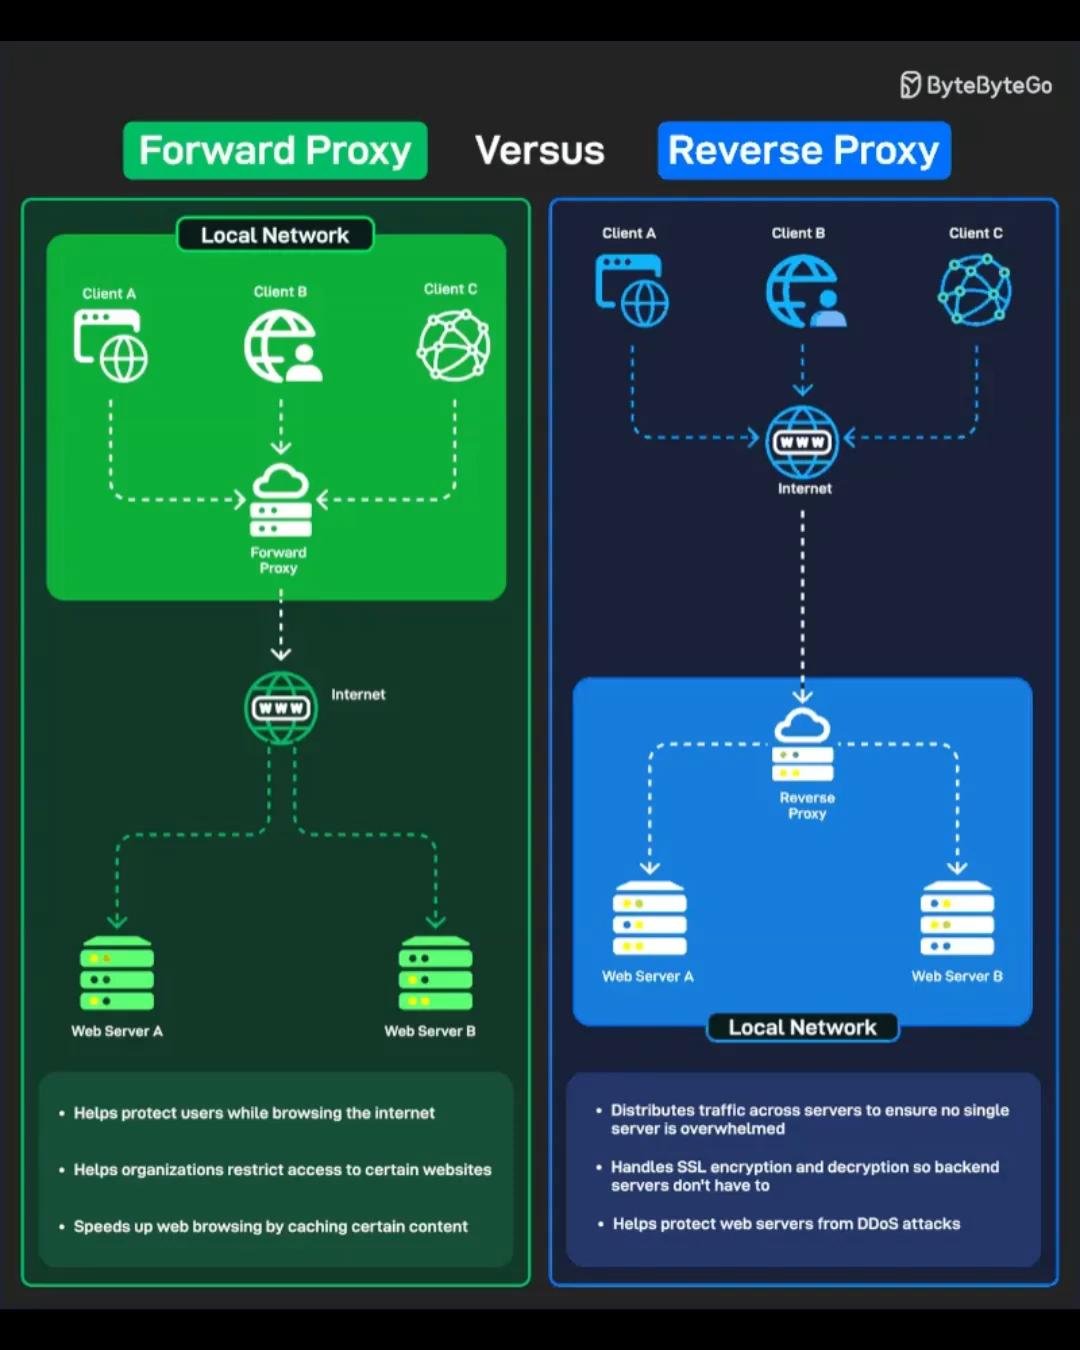 ByteByteGo
Forward Proxy Versus Reverse Proxy
Local Network
Client A
Client B
Client C
Forward
Proxy
WWW
Internet
Web Server A
Web Server B
• Helps protect users while browsing the internet
• Helps organizations restrict access to certain websites
• Speeds up web browsing by caching certain content
Client A
Client B
Client C
WWW
Internet
Reverse
Proxy
Web Server A
Web Server B
Local Network
• Distributes traffic across servers to ensure no single
server is overwhelmed
• Handles SSL encryption and decryption so backend
servers don't have to
• Helps protect web servers from DDoS attacks